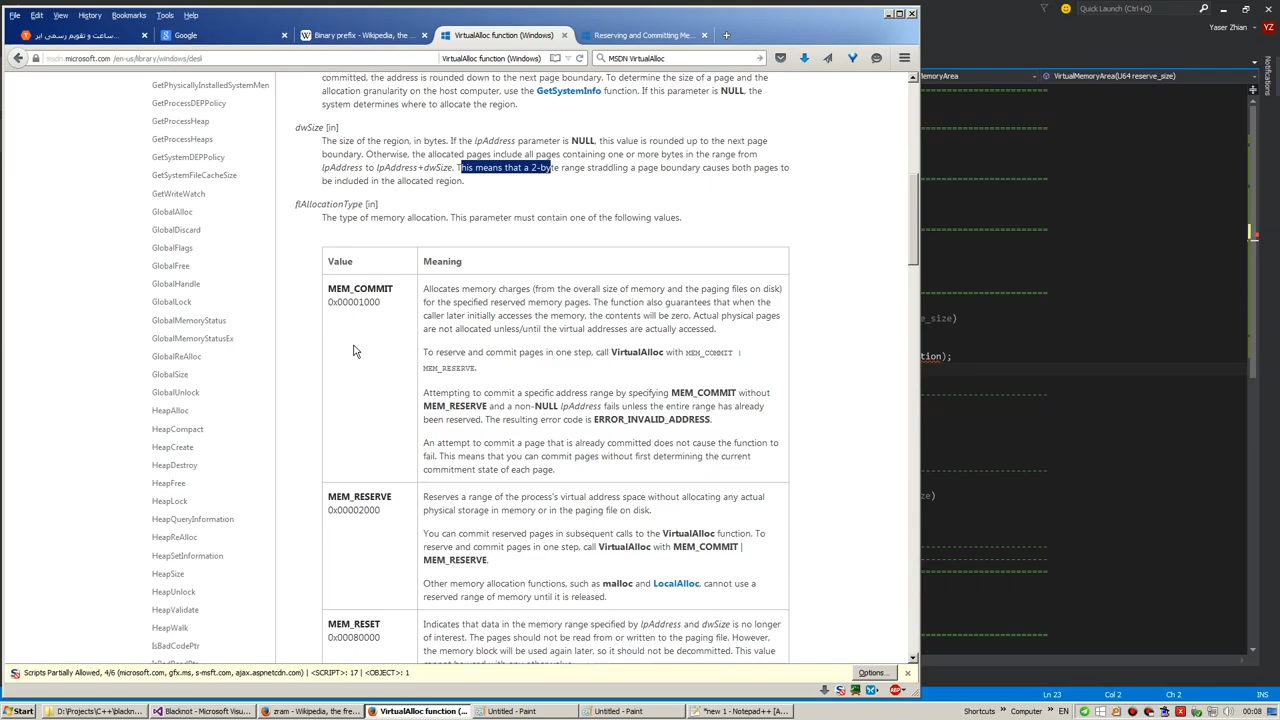 File Edit View History Bookmarks Tools Help
Quick Launch (Ctrl+Q)
Yaser Zhian YZ
ساعت و تقویم رسمی ایر
Google
Binary prefix - Wikipedia, the ...
VirtualAlloc function (Windows)
Reserving and Committing Me...
msdn.microsoft.com/en-us/library/windows/desl
VirtualAlloc function (Windows)
MSDN VirtualAlloc
Notifications
emoryArea
VirtualMemoryArea(U64 reserve_size)
GetPhysicallyInstalledSystemMen
GetProcessDEPPolicy
GetProcessHeap
GetProcessHeaps
GetSystemDEPPolicy
GetSystemFileCacheSize
GetWriteWatch
GlobalAlloc
GlobalDiscard
GlobalFlags
GlobalFree
GlobalHandle
GlobalLock
GlobalMemoryStatus
GlobalMemoryStatusEx
GlobalReAlloc
GlobalSize
GlobalUnlock
HeapAlloc
HeapCompact
HeapCreate
HeapDestroy
HeapFree
HeapLock
HeapQueryInformation
HeapReAlloc
HeapSetInformation
HeapSize
HeapUnlock
HeapValidate
HeapWalk
IsBadCodePtr
committed, the address is rounded down to the next page boundary. To determine the size of a page and the
allocation granularity on the host computer, use the GetSystemInfo function. If this parameter is NULL, the
system determines where to allocate the region.
dwSize [in]
The size of the region, in bytes. If the lpAddress parameter is NULL, this value is rounded up to the next page
boundary. Otherwise, the allocated pages include all pages containing one or more bytes in the range from
lpAddress to lpAddress+dwSize. This means that a 2-byte range straddling a page boundary causes both pages to
be included in the allocated region.
flAllocationType [in]
The type of memory allocation. This parameter must contain one of the following values.
Value Meaning
MEM_COMMIT
0x00001000
Allocates memory charges (from the overall size of memory and the paging files on disk)
for the specified reserved memory pages. The function also guarantees that when the
caller later initially accesses the memory, the contents will be zero. Actual physical pages
are not allocated unless/until the virtual addresses are actually accessed.
To reserve and commit pages in one step, call VirtualAlloc with MEM_COMMIT |
MEM_RESERVE.
Attempting to commit a specific address range by specifying MEM_COMMIT without
MEM_RESERVE and a non-NULL lpAddress fails unless the entire range has already
been reserved. The resulting error code is ERROR_INVALID_ADDRESS.
An attempt to commit a page that is already committed does not cause the function to
fail. This means that you can commit pages without first determining the current
commitment state of each page.
MEM_RESERVE
0x00002000
Reserves a range of the process's virtual address space without allocating any actual
physical storage in memory or in the paging file on disk.
You can commit reserved pages in subsequent calls to the VirtualAlloc function. To
reserve and commit pages in one step, call VirtualAlloc with MEM_COMMIT |
MEM_RESERVE.
Other memory allocation functions, such as malloc and LocalAlloc, cannot use a
reserved range of memory until it is released.
MEM_RESET
0x00080000
Indicates that data in the memory range specified by lpAddress and dwSize is no longer
of interest. The pages should not be read from or written to the paging file. However,
the memory block will be used again later, so it should not be decommitted. This value
e_size)
tion);
ze)
Scripts Partially Allowed, 4/6 (microsoft.com, gfx.ms, s-msft.com, ajax.aspnetcdn.com) | <SCRIPT>: 17 | <OBJECT>: 1
Options...
Ln 23 Col 2 Ch 2 INS
Start
D:\Projects\C++\blackn...
Blacknot - Microsoft Visu...
zram - Wikipedia, the fre...
VirtualAlloc function (...
Untitled - Paint
Untitled - Paint
*new 1 - Notepad++ [A...
Shortcuts
Computer
EN
00:08